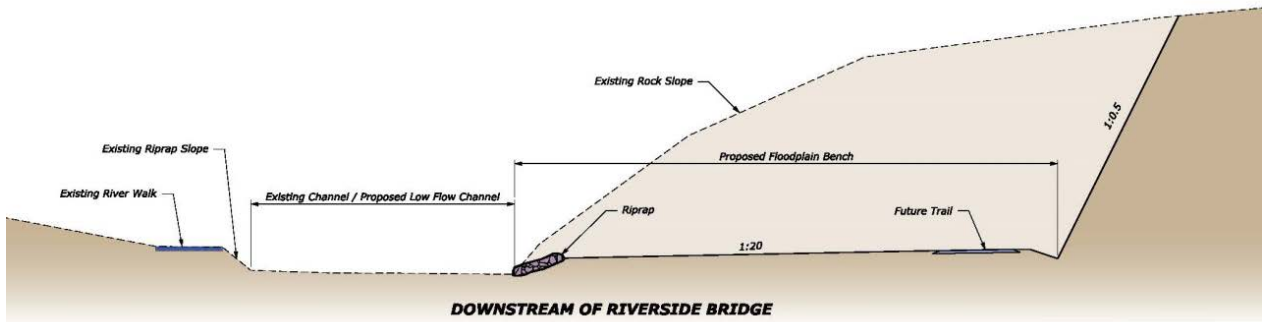 Existing Rock Slope
1:0.5
Existing Riprap Slope
Proposed Floodplain Bench
Existing River Walk
Existing Channel / Proposed Low Flow Channel
Riprap
Future Trail
1:20
DOWNSTREAM OF RIVERSIDE BRIDGE